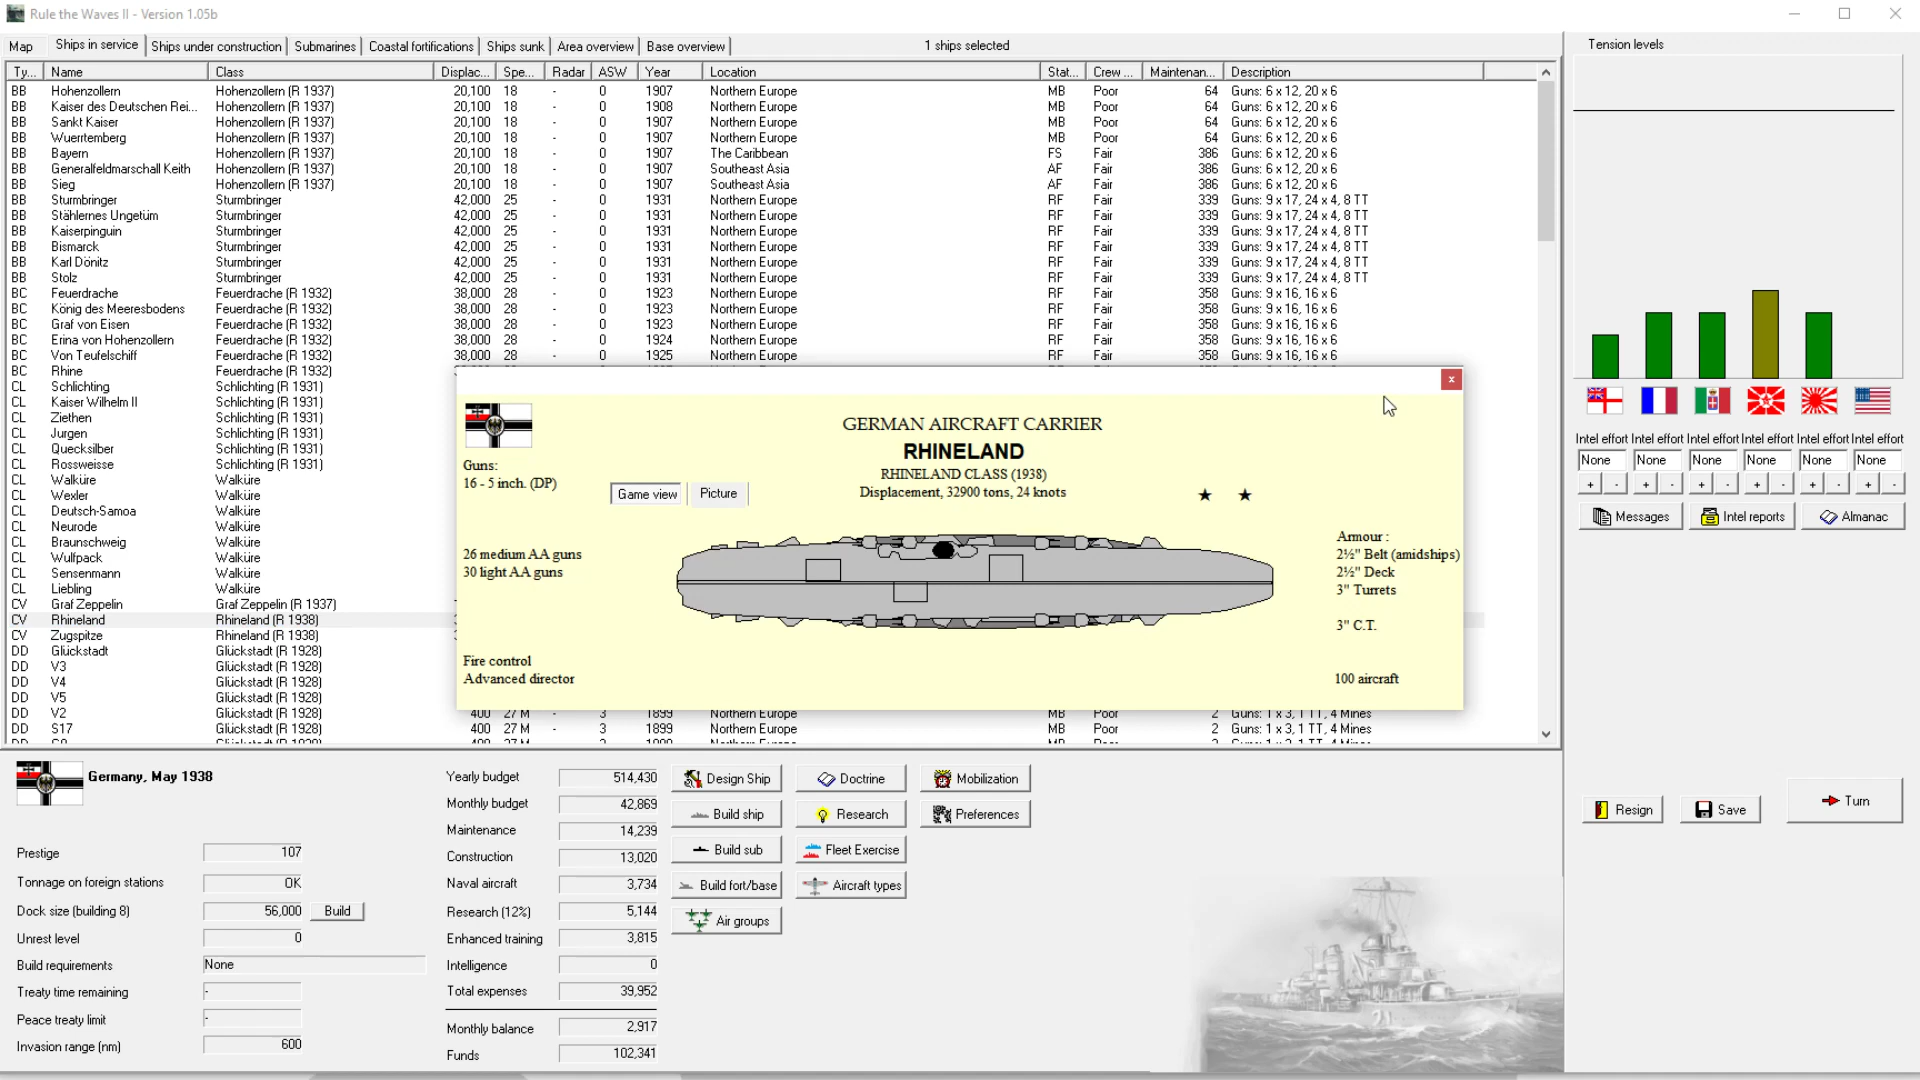 Rule the Waves II - Version 1.05b
Map Ships in service Ships under construction Submarines Coastal fortifications Ships sunk Area overview Base overview 1 ships selected
Ty... Name Class Displac... Spe... Radar ASW Year Location Stat... Crew ... Maintenan... Description
BB Hohenzollern Hohenzollern (R 1937) 20,100 18 - 0 1907 Northern Europe MB Poor 64 Guns: 6 x 12, 20 x 6
BB Kaiser des Deutschen Rei... Hohenzollern (R 1937) 20,100 18 - 0 1908 Northern Europe MB Poor 64 Guns: 6 x 12, 20 x 6
BB Sankt Kaiser Hohenzollern (R 1937) 20,100 18 - 0 1907 Northern Europe MB Poor 64 Guns: 6 x 12, 20 x 6
BB Wuerrtemberg Hohenzollern (R 1937) 20,100 18 - 0 1907 Northern Europe MB Poor 64 Guns: 6 x 12, 20 x 6
BB Bayern Hohenzollern (R 1937) 20,100 18 - 0 1907 The Caribbean FS Fair 386 Guns: 6 x 12, 20 x 6
BB Generalfeldmarschall Keith Hohenzollern (R 1937) 20,100 18 - 0 1907 Southeast Asia AF Fair 386 Guns: 6 x 12, 20 x 6
BB Sieg Hohenzollern (R 1937) 20,100 18 - 0 1907 Southeast Asia AF Fair 386 Guns: 6 x 12, 20 x 6
BB Sturmbringer Sturmbringer 42,000 25 - 0 1931 Northern Europe RF Fair 339 Guns: 9 x 17, 24 x 4, 8 TT
BB Stählernes Ungetüm Sturmbringer 42,000 25 - 0 1931 Northern Europe RF Fair 339 Guns: 9 x 17, 24 x 4, 8 TT
BB Kaiserpinguin Sturmbringer 42,000 25 - 0 1931 Northern Europe RF Fair 339 Guns: 9 x 17, 24 x 4, 8 TT
BB Bismarck Sturmbringer 42,000 25 - 0 1931 Northern Europe RF Fair 339 Guns: 9 x 17, 24 x 4, 8 TT
BB Karl Dönitz Sturmbringer 42,000 25 - 0 1931 Northern Europe RF Fair 339 Guns: 9 x 17, 24 x 4, 8 TT
BB Stolz Sturmbringer 42,000 25 - 0 1931 Northern Europe RF Fair 339 Guns: 9 x 17, 24 x 4, 8 TT
BC Feuerdrache Feuerdrache (R 1932) 38,000 28 - 0 1923 Northern Europe RF Fair 358 Guns: 9 x 16, 16 x 6
BC König des Meeresbodens Feuerdrache (R 1932) 38,000 28 - 0 1923 Northern Europe RF Fair 358 Guns: 9 x 16, 16 x 6
BC Graf von Eisen Feuerdrache (R 1932) 38,000 28 - 0 1923 Northern Europe RF Fair 358 Guns: 9 x 16, 16 x 6
BC Erina von Hohenzollern Feuerdrache (R 1932) 38,000 28 - 0 1924 Northern Europe RF Fair 358 Guns: 9 x 16, 16 x 6
BC Von Teufelschiff Feuerdrache (R 1932) 38,000 28 - 0 1925 Northern Europe RF Fair 358 Guns: 9 x 16, 16 x 6
BC Rhine Feuerdrache (R 1932)
CL Schlichting Schlichting (R 1931)
CL Kaiser Wilhelm II Schlichting (R 1931)
CL Ziethen Schlichting (R 1931)
CL Jurgen Schlichting (R 1931)
CL Quecksilber Schlichting (R 1931)
CL Rossweisse Schlichting (R 1931)
CL Walküre Walküre
CL Wexler Walküre
CL Deutsch-Samoa Walküre
CL Neurode Walküre
CL Braunschweig Walküre
CL Wulfpack Walküre
CL Sensenmann Walküre
CL Liebling Walküre
CV Graf Zeppelin Graf Zeppelin (R 1937)
CV Rhineland Rhineland (R 1938)
CV Zugspitze Rhineland (R 1938)
DD Glückstadt Glückstadt (R 1928)
DD V3 Glückstadt (R 1928)
DD V4 Glückstadt (R 1928)
DD V5 Glückstadt (R 1928)
DD V2 Glückstadt (R 1928) 400 27 M - 3 1899 Northern Europe MB Poor 2 Guns: 1 x 3, 1 TT, 4 Mines
DD S17 Glückstadt (R 1928) 400 27 M - 3 1899 Northern Europe MB Poor 2 Guns: 1 x 3, 1 TT, 4 Mines
x
GERMAN AIRCRAFT CARRIER
RHINELAND
RHINELAND CLASS (1938)
Displacement, 32900 tons, 24 knots
★ ★
Guns:
16 - 5 inch. (DP)
Game view Picture
26 medium AA guns
30 light AA guns
Armour :
2½" Belt (amidships)
2½" Deck
3" Turrets
3" C.T.
Fire control
Advanced director
100 aircraft
Tension levels
Intel effort Intel effort Intel effort Intel effort Intel effort Intel effort
None None None None None None
+ - + - + - + - + - + -
Messages Intel reports Almanac
Germany, May 1938
Prestige 107
Tonnage on foreign stations OK
Dock size (building 8) 56,000 Build
Unrest level 0
Build requirements None
Treaty time remaining -
Peace treaty limit -
Invasion range (nm) 600
Yearly budget 514,430
Monthly budget 42,869
Maintenance 14,239
Construction 13,020
Naval aircraft 3,734
Research (12%) 5,144
Enhanced training 3,815
Intelligence 0
Total expenses 39,952
Monthly balance 2,917
Funds 102,341
Design Ship Doctrine Mobilization
Build ship Research Preferences
Build sub Fleet Exercise
Build fort/base Aircraft types
Air groups
Resign Save Turn